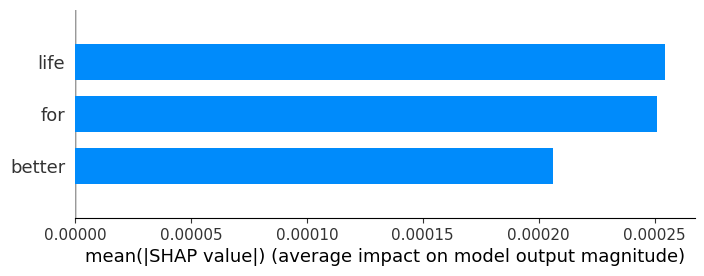 life
for
better
0.00000 0.00005 0.00010 0.00015 0.00020 0.00025
mean(|SHAP value|) (average impact on model output magnitude)